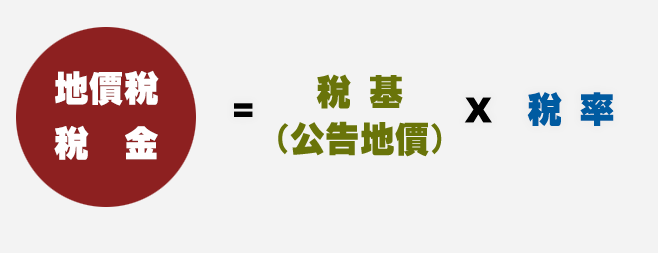 地價稅
稅 金
=
稅 基
(公告地價)
X
稅 率